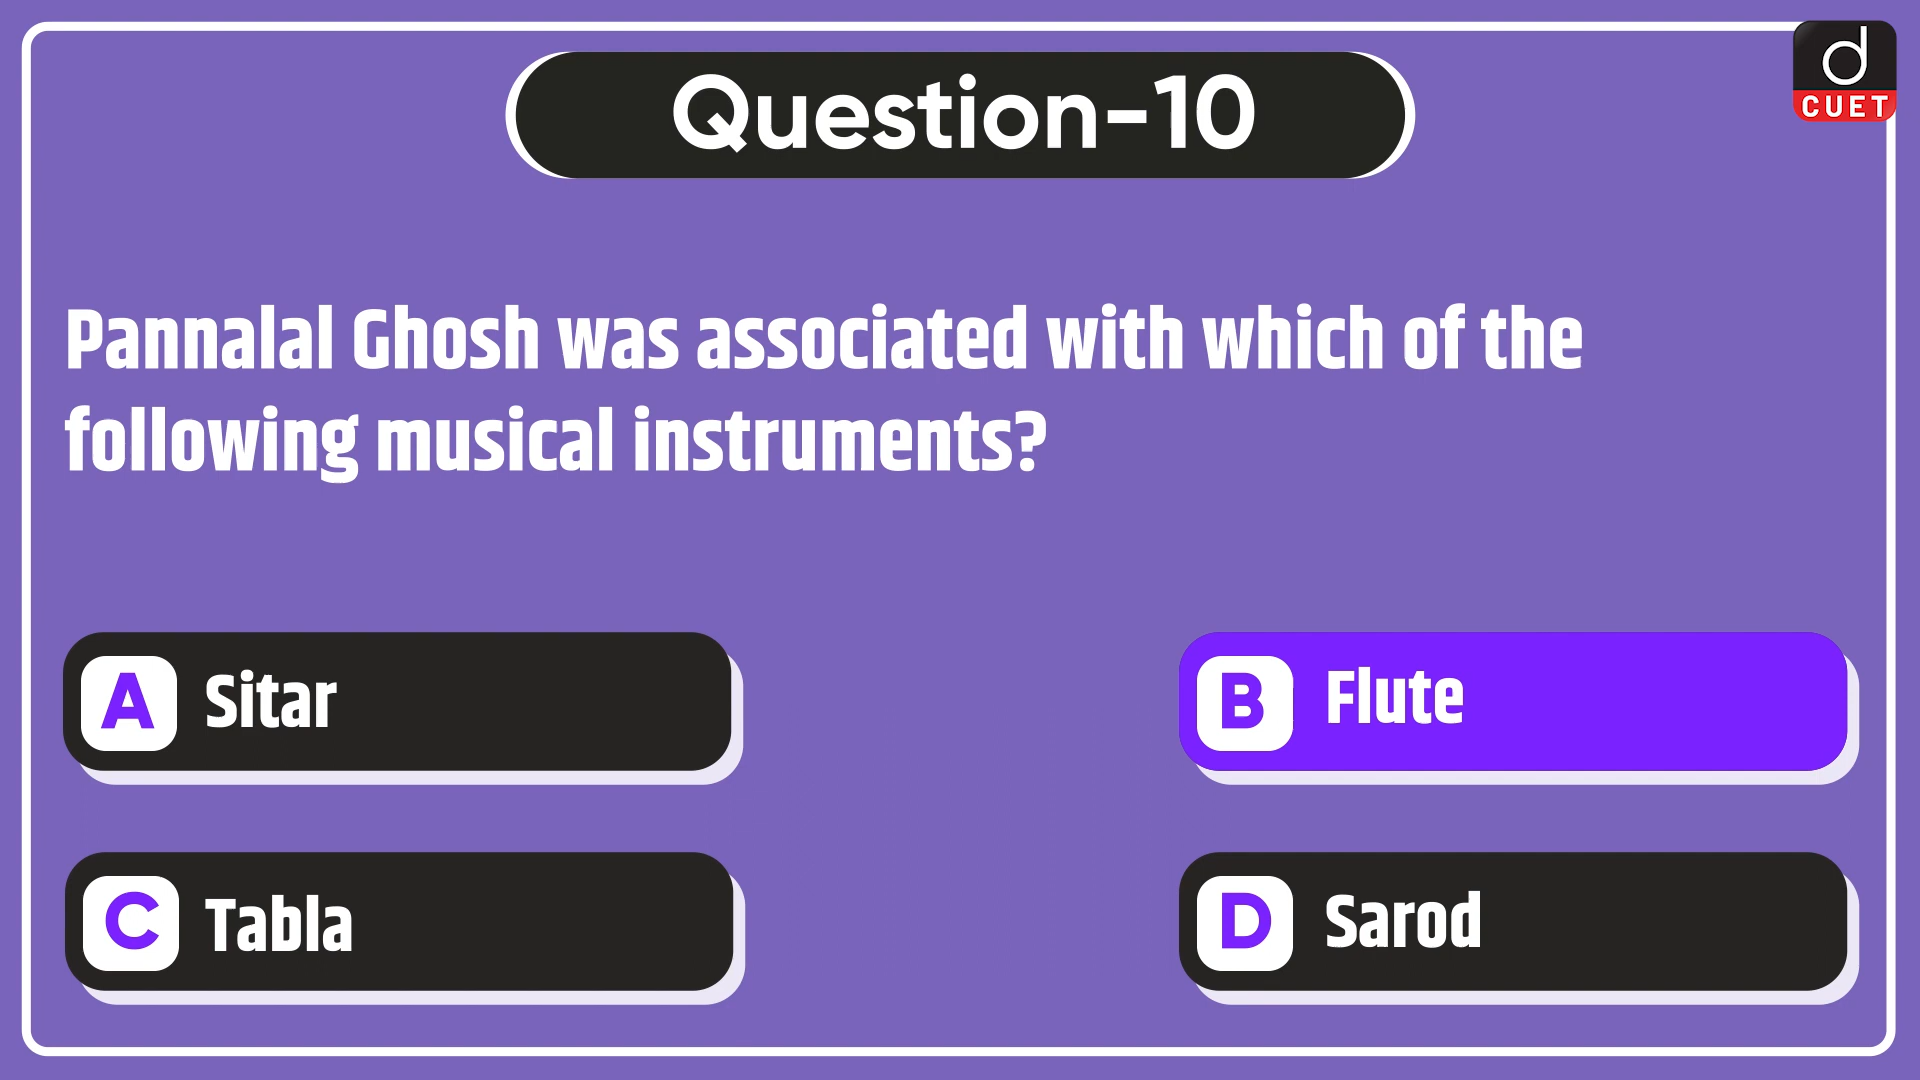 d
CUET
Question-10
Pannalal Ghosh was associated with which of the
following musical instruments?
A Sitar
B Flute
C Tabla
D Sarod